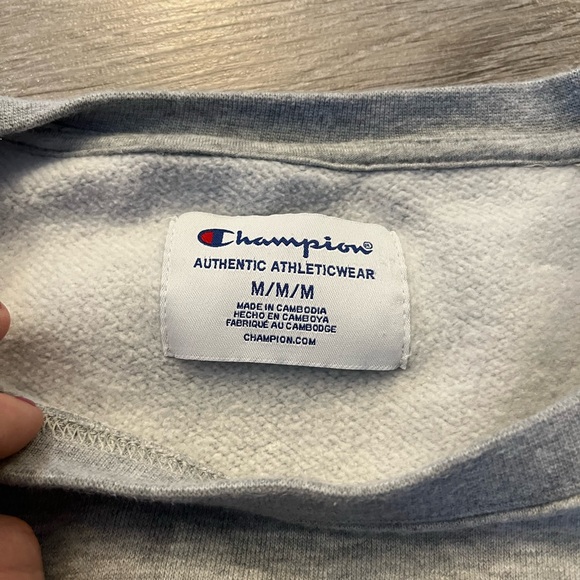 Champion®
AUTHENTIC ATHLETICWEAR
M/M/M
MADE IN CAMBODIA
HECHO EN CAMBOYA
FABRIQUÉ AU CAMBODGE
CHAMPION.COM